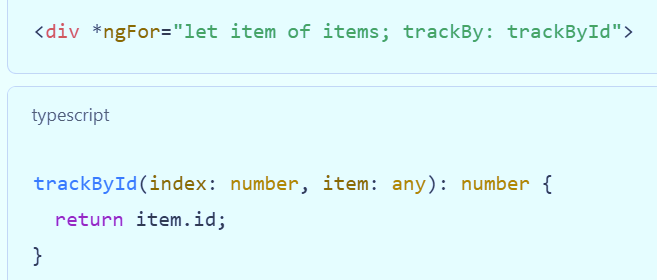 <div *ngFor="let item of items; trackBy: trackById">
typescript
trackById(index: number, item: any): number {
return item.id;
}